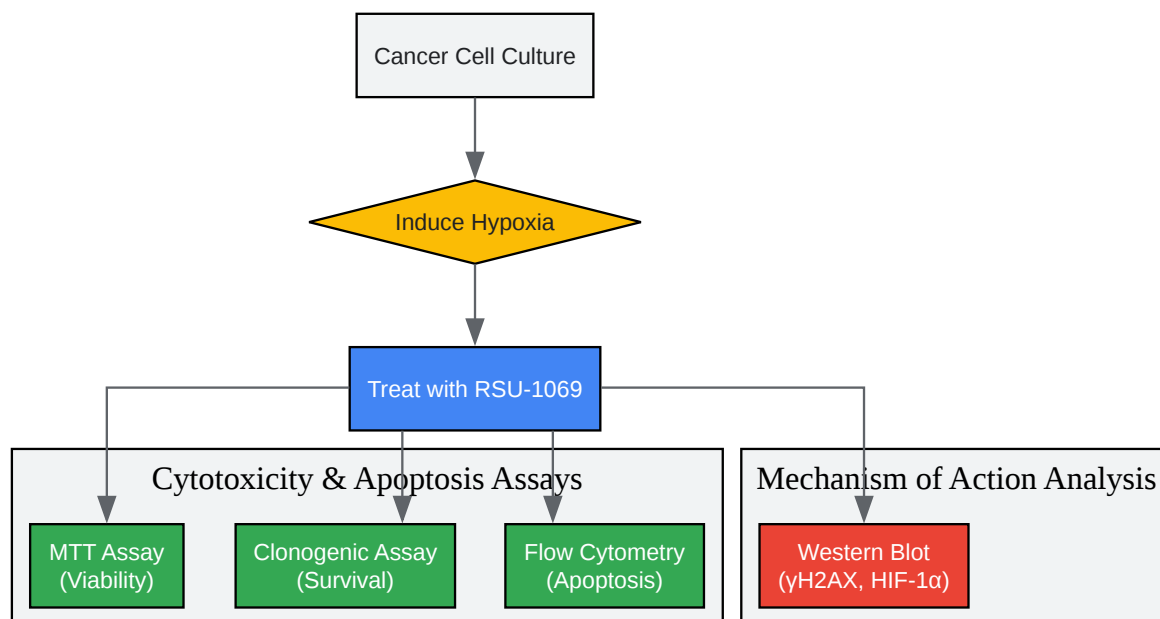 Cancer Cell Culture
Induce Hypoxia
Treat with RSU-1069
Cytotoxicity & Apoptosis Assays
Mechanism of Action Analysis
MTT Assay
(Viability)
Clonogenic Assay
(Survival)
Flow Cytometry
(Apoptosis)
Western Blot
(γH2AX, HIF-1α)